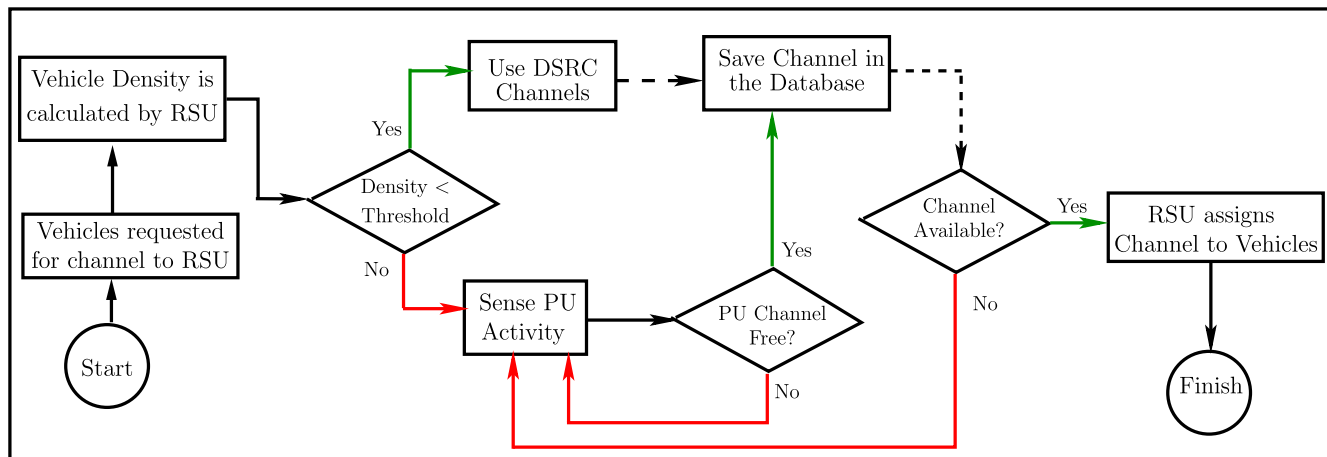 Vehicle Density is
calculated by RSU
Vehicles requested
for channel to RSU
Start
Density <
Threshold
Yes
No
Use DSRC
Channels
Sense PU
Activity
Save Channel in
the Database
PU Channel
Free?
Yes
No
Channel
Available?
Yes
No
RSU assigns
Channel to Vehicles
Finish